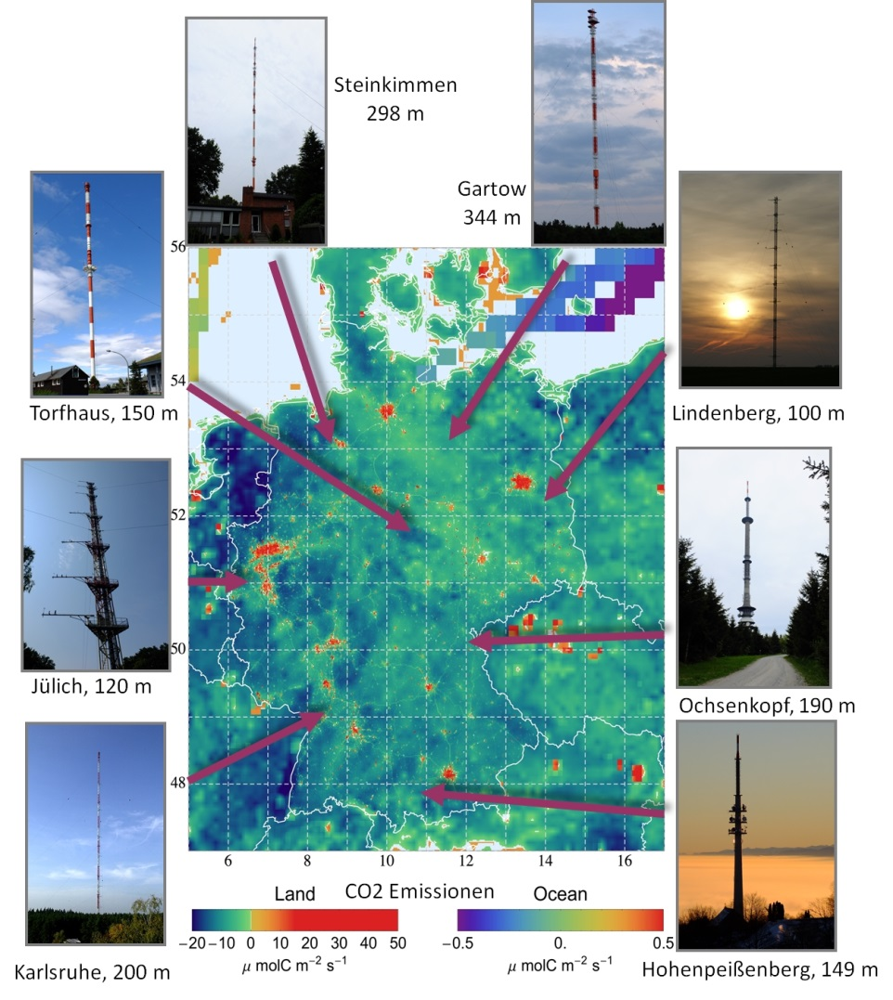 Steinkimmen
298 m
Gartow
344 m
Torfhaus, 150 m
Lindenberg, 100 m
Jülich, 120 m
Ochsenkopf, 190 m
Karlsruhe, 200 m
Hohenpeißenberg, 149 m
56
54
52
50
48
6 8 10 12 14 16
Land CO2 Emissionen Ocean
−20 −10 0 10 20 30 40 50
μ molC m⁻² s⁻¹
−0.5 0. 0.5
μ molC m⁻² s⁻¹